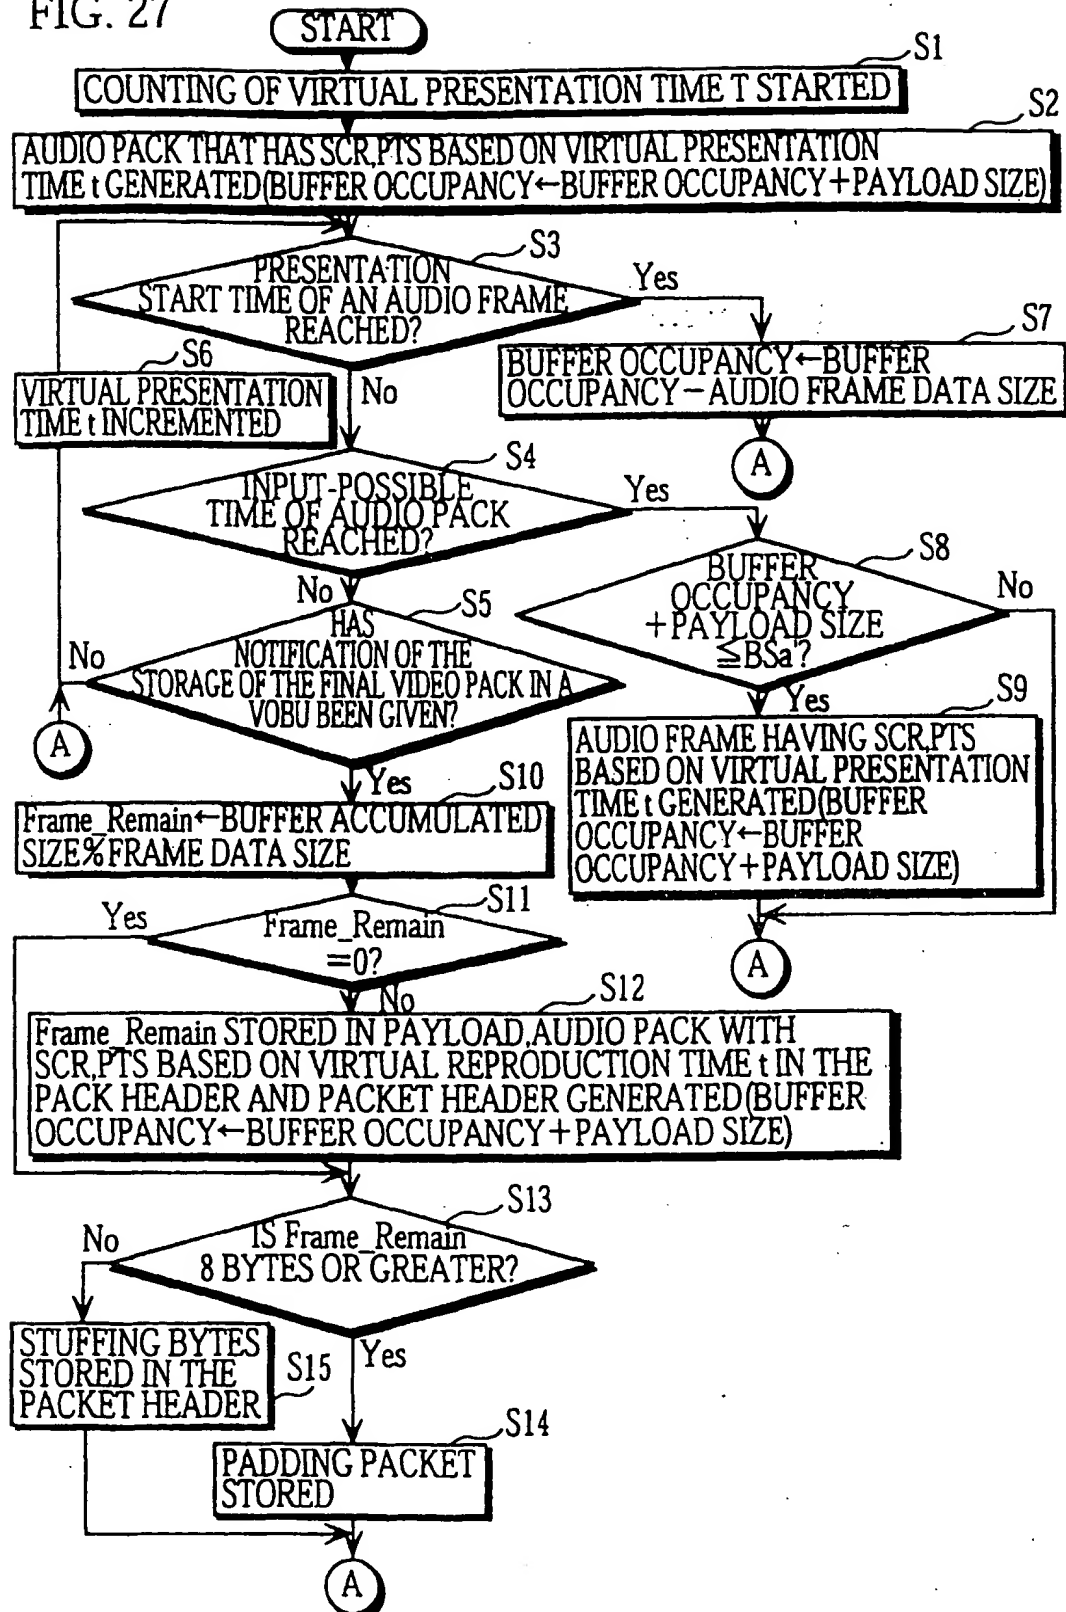 FIG. 27
START
S1
COUNTING OF VIRTUAL PRESENTATION TIME T STARTED
S2
AUDIO PACK THAT HAS SCR,PTS BASED ON VIRTUAL PRESENTATION
TIME t GENERATED(BUFFER OCCUPANCY←BUFFER OCCUPANCY+PAYLOAD SIZE)
S3
PRESENTATION
START TIME OF AN AUDIO FRAME
REACHED?
Yes
No
S7
BUFFER OCCUPANCY←BUFFER
OCCUPANCY−AUDIO FRAME DATA SIZE
A
S6
VIRTUAL PRESENTATION
TIME t INCREMENTED
S4
INPUT-POSSIBLE
TIME OF AUDIO PACK
REACHED?
Yes
No
S8
BUFFER
OCCUPANCY
+PAYLOAD SIZE
≦BSa'?
No
Yes
S5
HAS
NOTIFICATION OF THE
STORAGE OF THE FINAL VIDEO PACK IN A
VOBU BEEN GIVEN?
No
A
Yes
S9
AUDIO FRAME HAVING SCR,PTS
BASED ON VIRTUAL PRESENTATION
TIME t GENERATED(BUFFER
OCCUPANCY←BUFFER
OCCUPANCY+PAYLOAD SIZE)
A
S10
Frame_Remain←BUFFER ACCUMULATED
SIZE%FRAME DATA SIZE
S11
Frame_Remain
=0?
Yes
No
S12
Frame_Remain STORED IN PAYLOAD,AUDIO PACK WITH
SCR,PTS BASED ON VIRTUAL REPRODUCTION TIME t IN THE
PACK HEADER AND PACKET HEADER GENERATED(BUFFER
OCCUPANCY←BUFFER OCCUPANCY+PAYLOAD SIZE)
S13
IS Frame_Remain
8 BYTES OR GREATER?
No
Yes
S15
STUFFING BYTES
STORED IN THE
PACKET HEADER
S14
PADDING PACKET
STORED
A